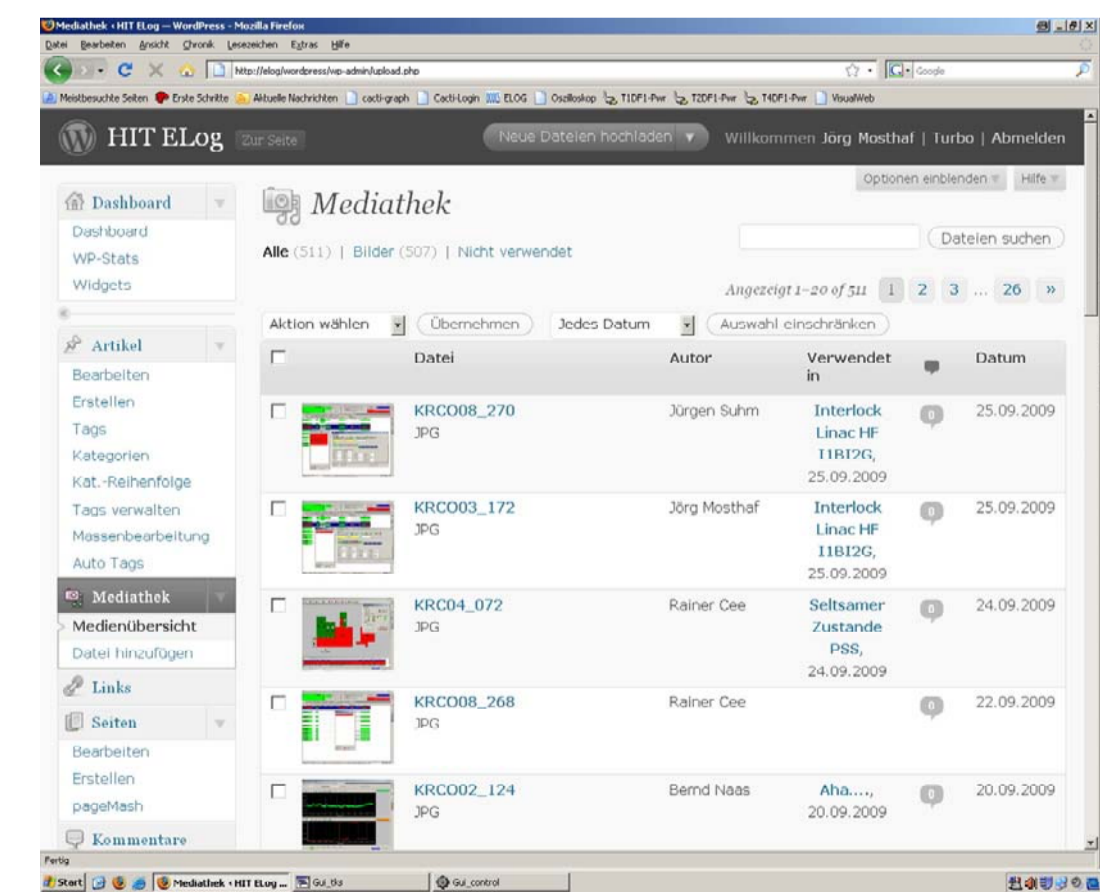 Mediathek ‹ HIT ELog — WordPress - Mozilla Firefox
Datei Bearbeiten Ansicht Chronik Lesezeichen Extras Hilfe
http://elog/wordpress/wp-admin/upload.php
Google
Meistbesuchte Seiten Erste Schritte Aktuelle Nachrichten cacti-graph Cacti-Login ELOG Oszilloskop T1DF1-Pwr T2DF1-Pwr T4DF1-Pwr VisualWeb
HIT ELog Zur Seite Neue Dateien hochladen Willkommen Jörg Mosthaf | Turbo | Abmelden
Optionen einblenden Hilfe
Mediathek
Dateien suchen
Alle (511) | Bilder (507) | Nicht verwendet
Angezeigt 1–20 of 511 1 2 3 ... 26 »
Aktion wählen Übernehmen Jedes Datum Auswahl einschränken
Dashboard
Dashboard
WP-Stats
Widgets
Artikel
Bearbeiten
Erstellen
Tags
Kategorien
Kat.-Reihenfolge
Tags verwalten
Massenbearbeitung
Auto Tags
Mediathek
Medienübersicht
Datei hinzufügen
Links
Seiten
Bearbeiten
Erstellen
pageMash
Kommentare
Datei Autor Verwendet in Datum
KRCO08_270 Jürgen Suhm Interlock 0 25.09.2009
JPG Linac HF
I1BI2G,
25.09.2009
KRCO03_172 Jörg Mosthaf Interlock 0 25.09.2009
JPG Linac HF
I1BI2G,
25.09.2009
KRC04_072 Rainer Cee Seltsamer 0 24.09.2009
JPG Zustande
PSS,
24.09.2009
KRCO08_268 Rainer Cee 0 22.09.2009
JPG
KRCO02_124 Bernd Naas Aha...., 0 20.09.2009
JPG 20.09.2009
Fertig
Start Mediathek ‹ HIT ELog ... Gui_tks Gui_control